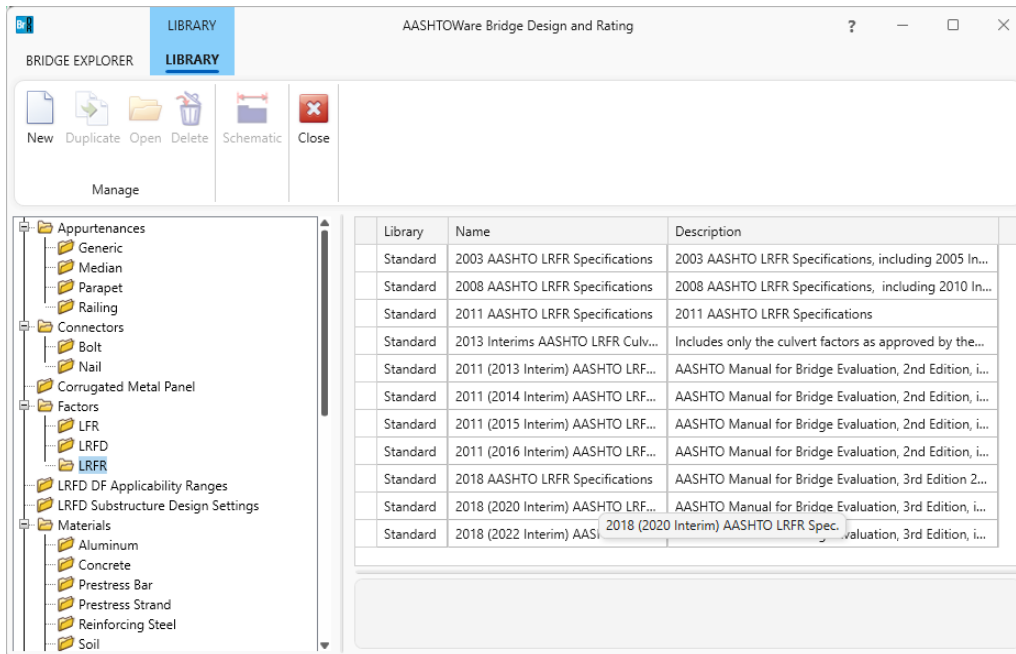 Br
LIBRARY
AASHTOWare Bridge Design and Rating
?
BRIDGE EXPLORER
LIBRARY
New
Duplicate
Open
Delete
Schematic
Close
Manage
Appurtenances
Generic
Median
Parapet
Railing
Connectors
Bolt
Nail
Corrugated Metal Panel
Factors
LFR
LRFD
LRFR
LRFD DF Applicability Ranges
LRFD Substructure Design Settings
Materials
Aluminum
Concrete
Prestress Bar
Prestress Strand
Reinforcing Steel
Soil
Library Name Description
Standard 2003 AASHTO LRFR Specifications 2003 AASHTO LRFR Specifications, including 2005 In...
Standard 2008 AASHTO LRFR Specifications 2008 AASHTO LRFR Specifications, including 2010 In...
Standard 2011 AASHTO LRFR Specifications 2011 AASHTO LRFR Specifications
Standard 2013 Interims AASHTO LRFR Culv... Includes only the culvert factors as approved by the...
Standard 2011 (2013 Interim) AASHTO LRF... AASHTO Manual for Bridge Evaluation, 2nd Edition, i...
Standard 2011 (2014 Interim) AASHTO LRF... AASHTO Manual for Bridge Evaluation, 2nd Edition, i...
Standard 2011 (2015 Interim) AASHTO LRF... AASHTO Manual for Bridge Evaluation, 2nd Edition, i...
Standard 2011 (2016 Interim) AASHTO LRF... AASHTO Manual for Bridge Evaluation, 2nd Edition, i...
Standard 2018 AASHTO LRFR Specifications AASHTO Manual for Bridge Evaluation, 3rd Edition 2...
Standard 2018 (2020 Interim) AASHTO LRF... AASHTO Manual for Bridge Evaluation, 3rd Edition, i...
2018 (2020 Interim) AASHTO LRFR Spec.
Standard 2018 (2022 Interim) Evaluation, 3rd Edition, i...